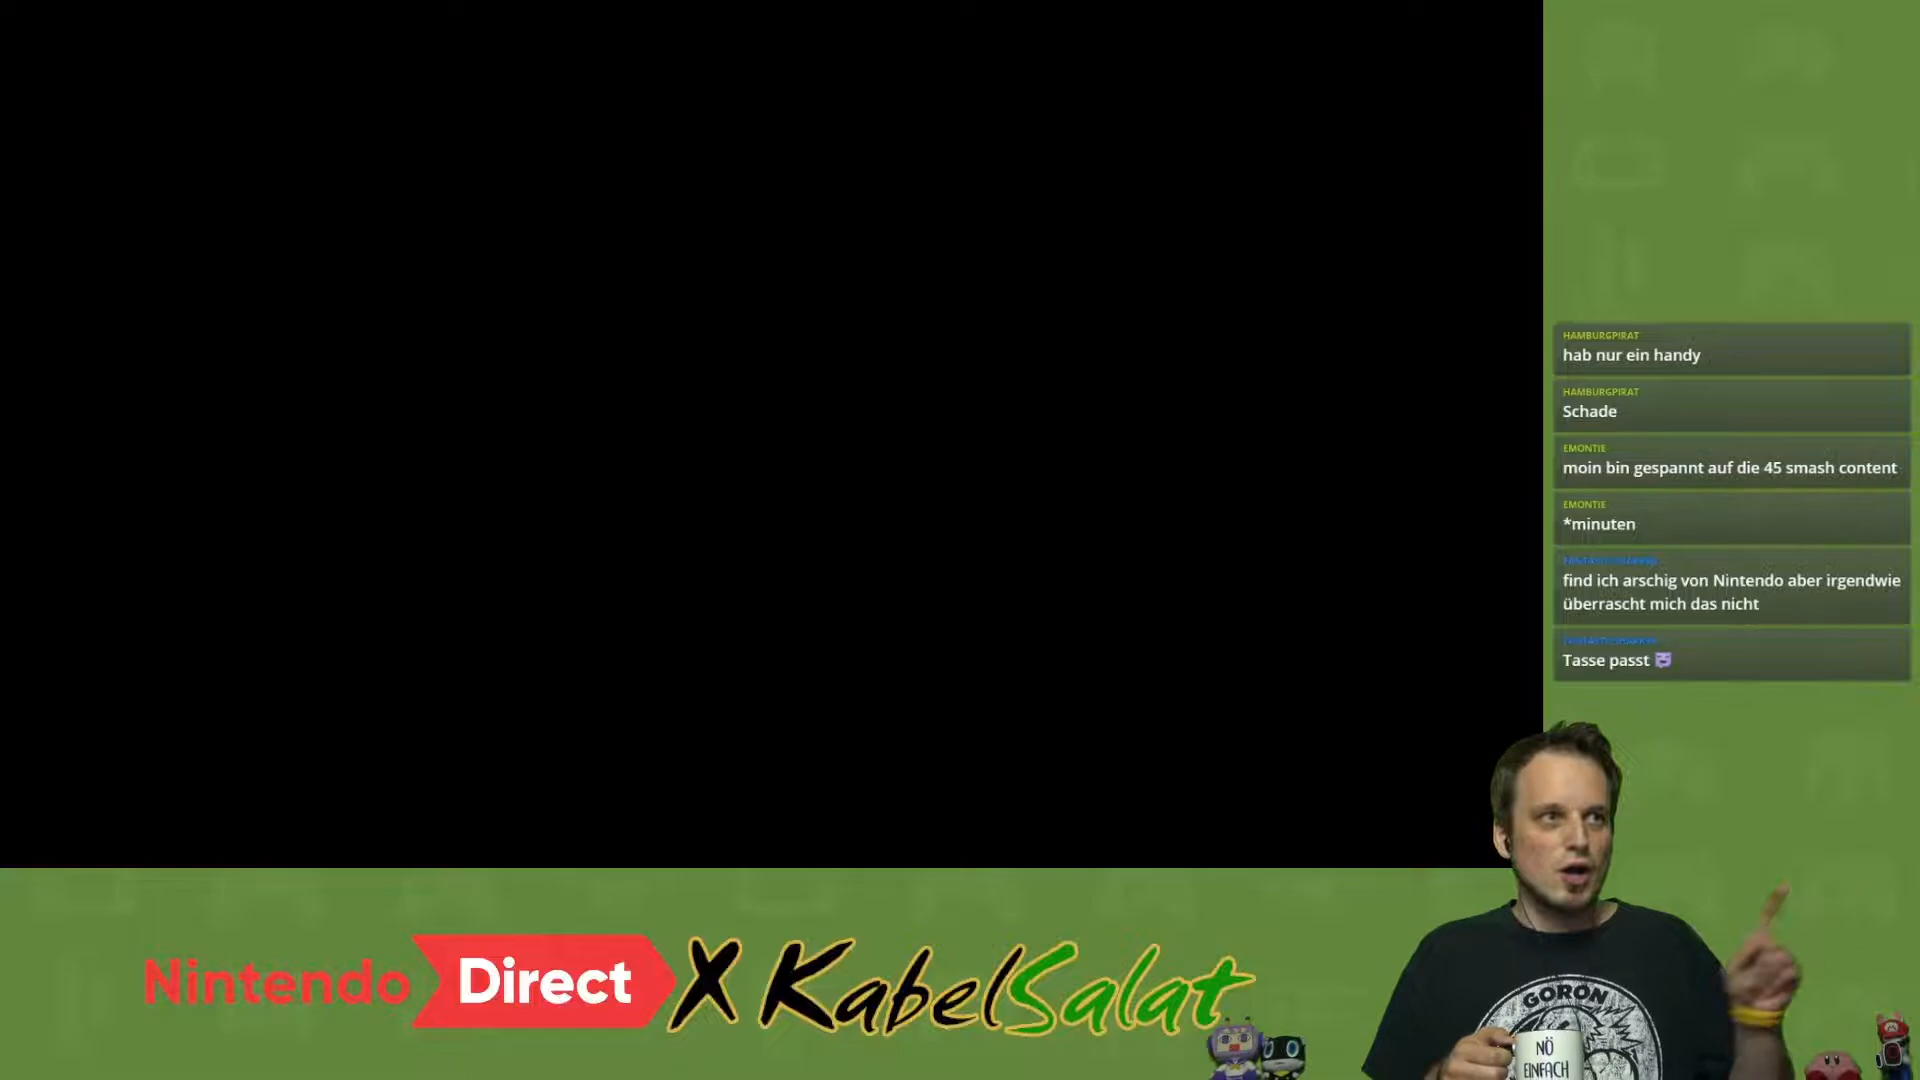 HAMBURGPIRAT
hab nur ein handy
HAMBURGPIRAT
Schade
EMONTIE
moin bin gespannt auf die 45 smash content
EMONTIE
*minuten
find ich arschig von Nintendo aber irgendwie
überrascht mich das nicht
Tasse passt
Nintendo Direct X KabelSalat
GORON
NÖ
EINFACH